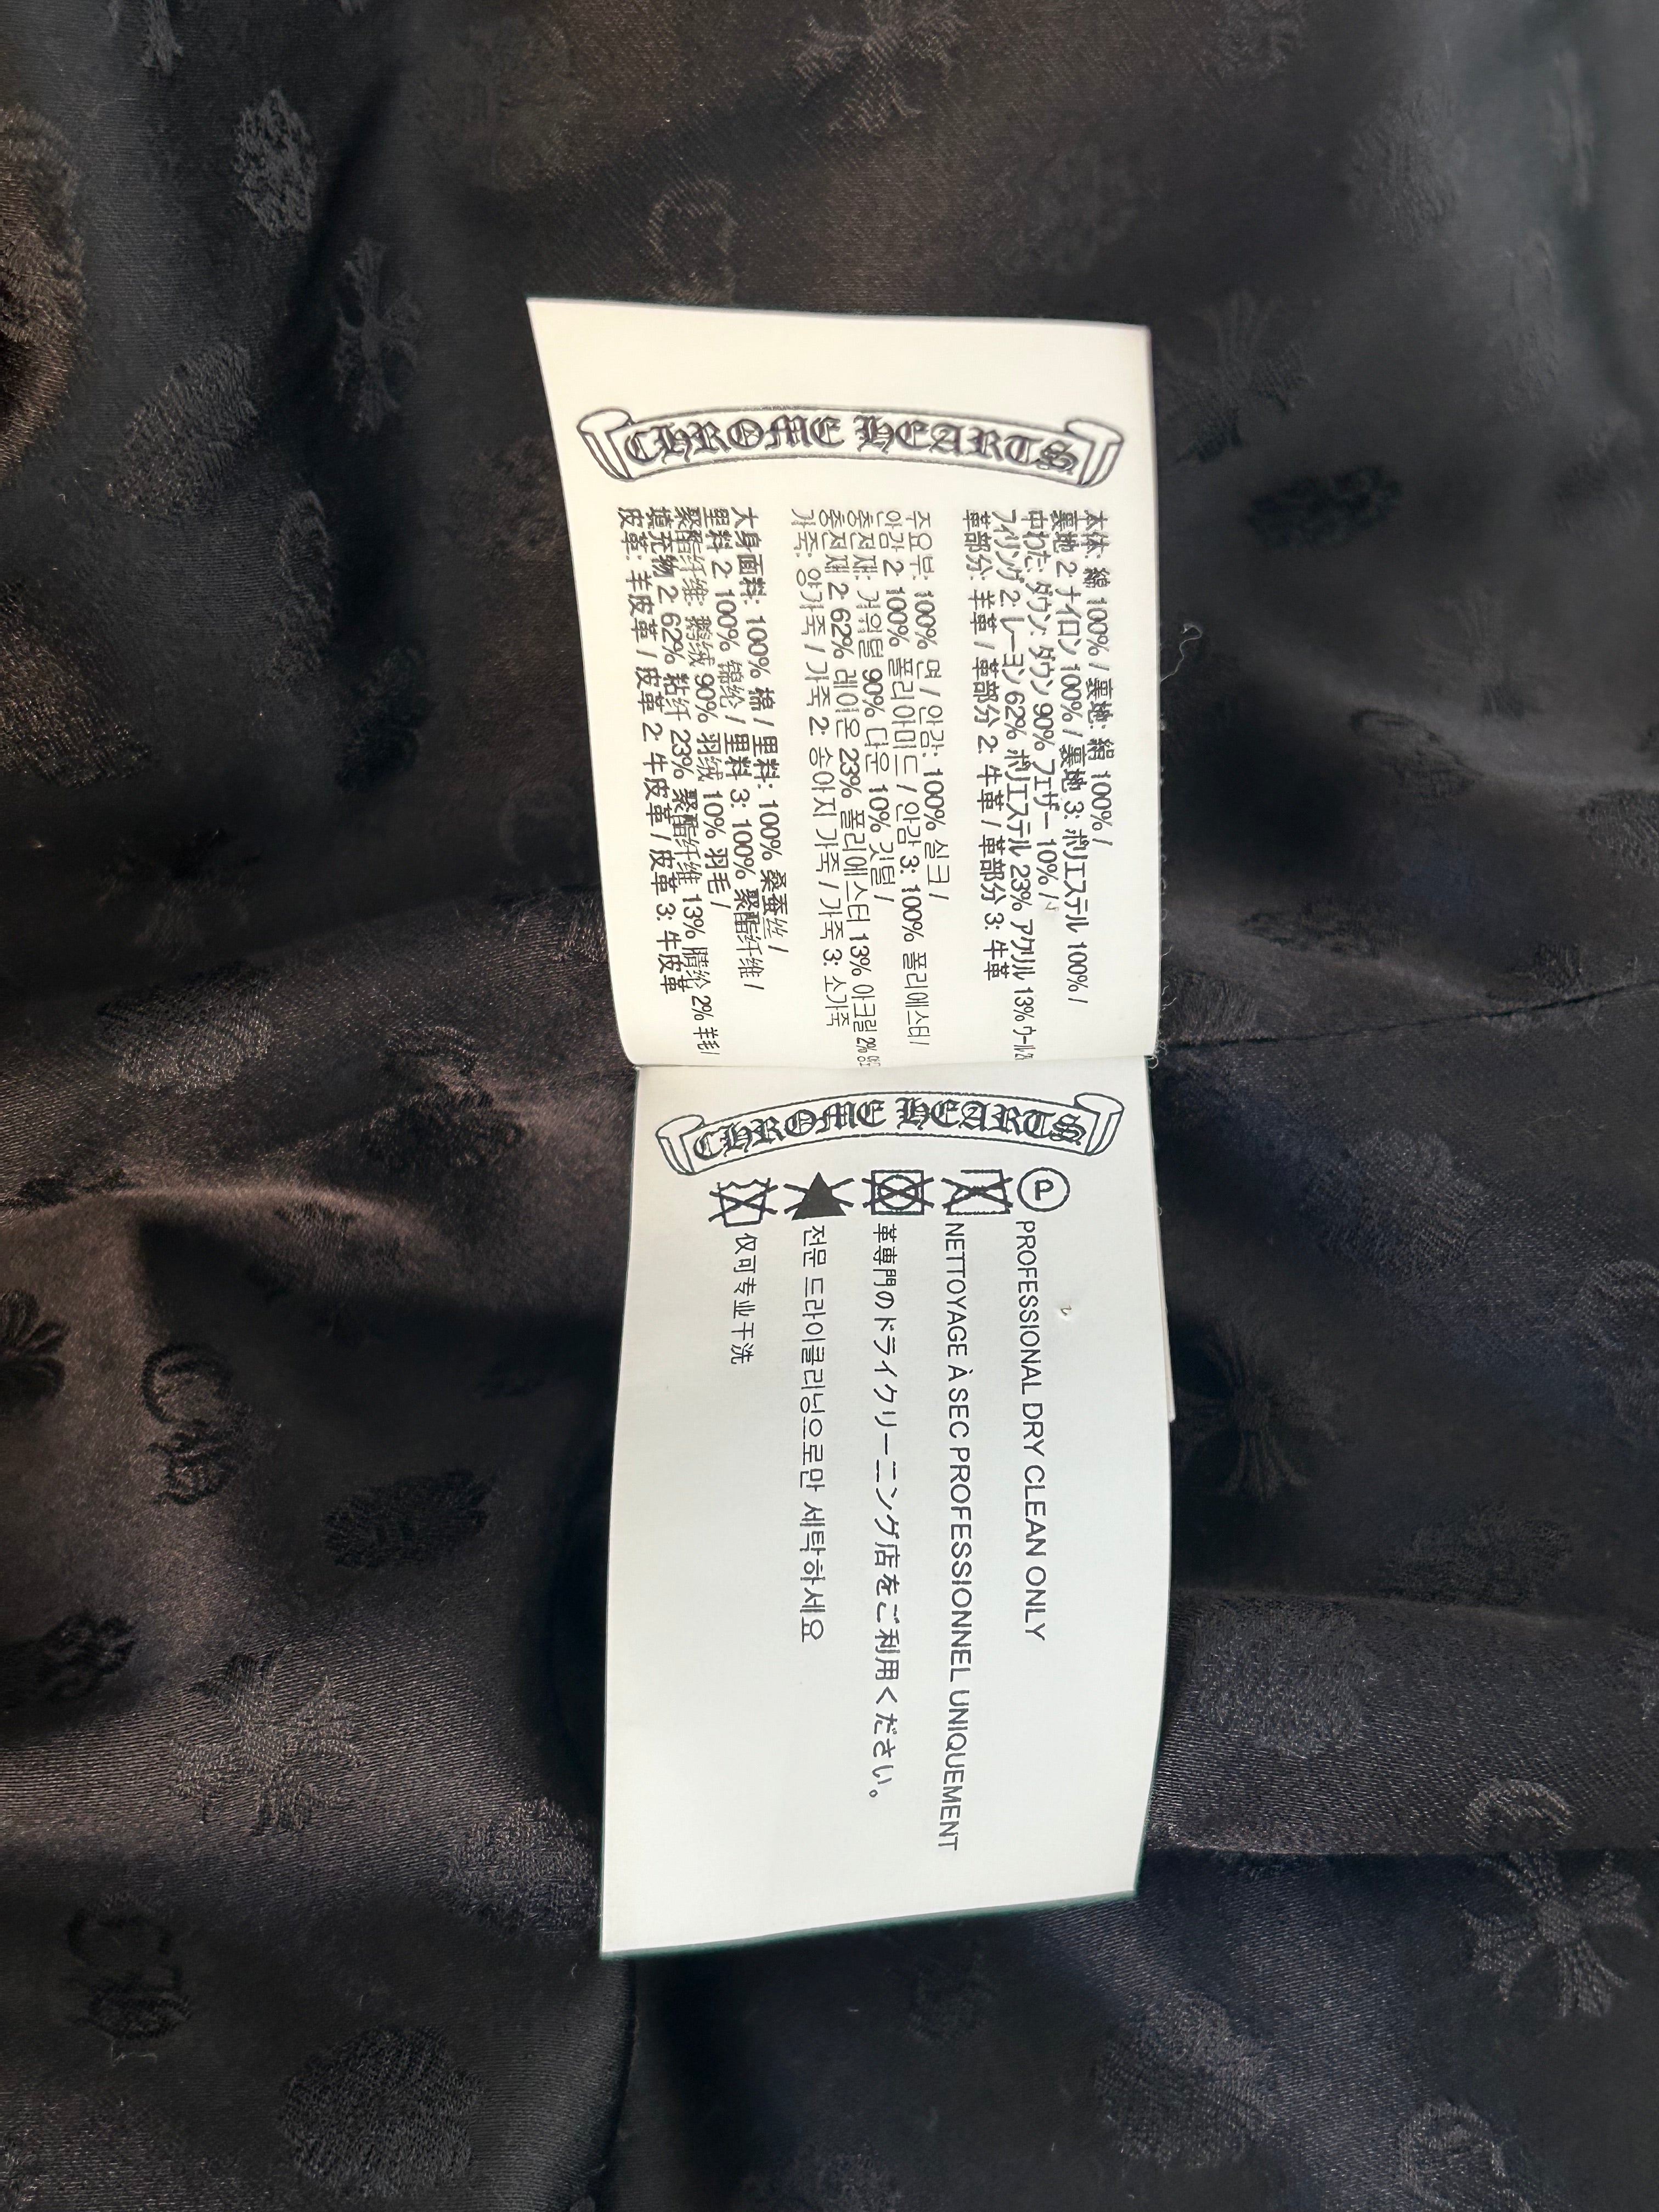 CHROME HEARTS
本体: 綿 100% / 裏地: 絹 100% /
裏地 2: ナイロン 100% / 裏地 3: ポリエステル 100% /
中わた: ダウン: ダウン 90% フェザー 10% /
フィリング 2: レーヨン 62% ポリエステル 23% アクリル 13% ウール
革部分: 羊革 / 革部分 2: 牛革 / 革部分 3: 牛革
주요부: 100% 면 / 안감: 100% 실크 /
안감 2: 100% 폴리아미드 / 안감 3: 100% 폴리에스터 /
충전재: 거위털 90% 다운 10% 깃털 /
충전재 2: 62% 레이온 23% 폴리에스터 13% 아크릴 2%
가죽: 양가죽 / 가죽 2: 송아지 가죽 / 가죽 3: 소가죽
大身面料: 100% 棉 / 里料: 100% 桑蚕丝 /
里料 2: 100% 锦纶 / 里料 3: 100% 聚酯纤维 /
聚酯纤维: 鹅绒 90% 羽绒 10% 羽毛 /
填充物 2: 62% 粘纤 23% 聚酯纤维 13% 腈纶 2% 羊毛 /
皮革: 羊皮革 / 皮革 2: 牛皮革 / 皮革 3: 牛皮革
CHROME HEARTS
P PROFESSIONAL DRY CLEAN ONLY
NETTOYAGE À SEC PROFESSIONNEL UNIQUEMENT
革専門のドライクリーニング店をご利用ください。
전문 드라이클리닝으로만 세탁하세요
仅可专业干洗